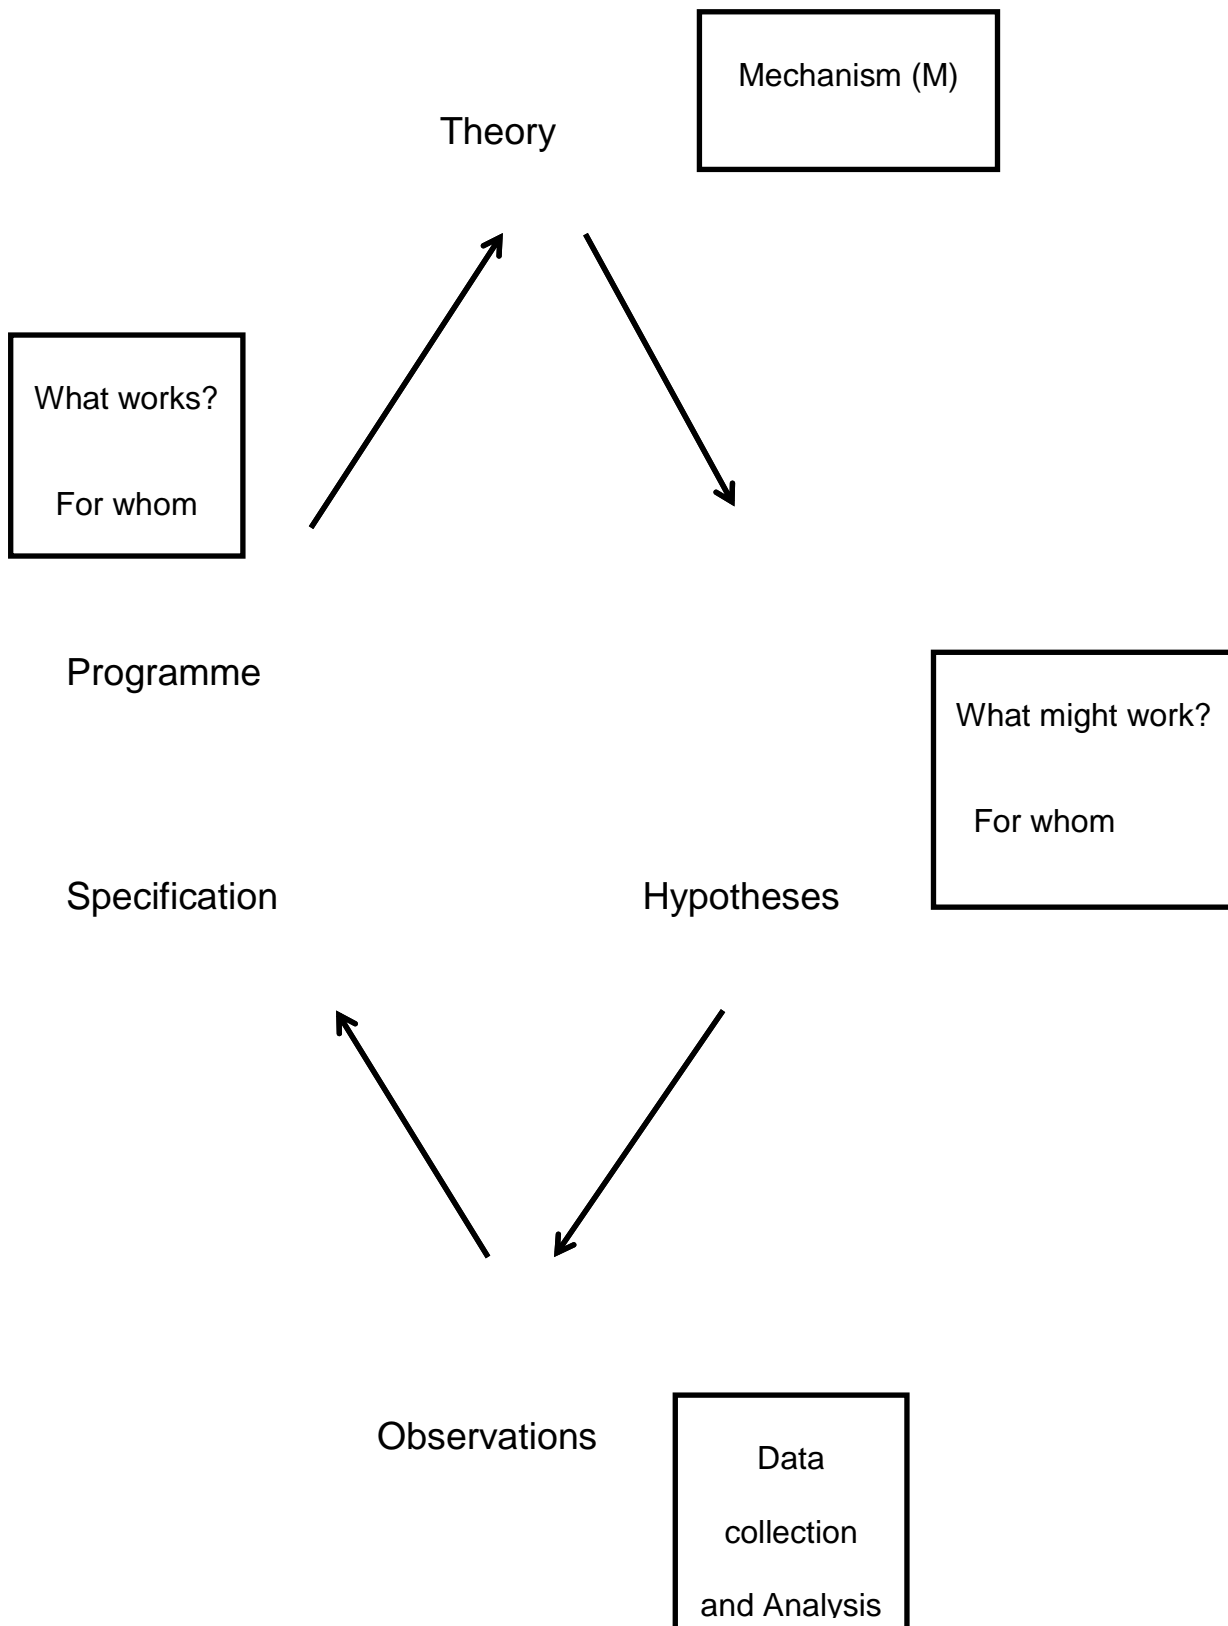 Mechanism (M)
Theory
What works?
For whom
Programme
What might work?
For whom
Specification
Hypotheses
Observations
Data
collection
and Analysis